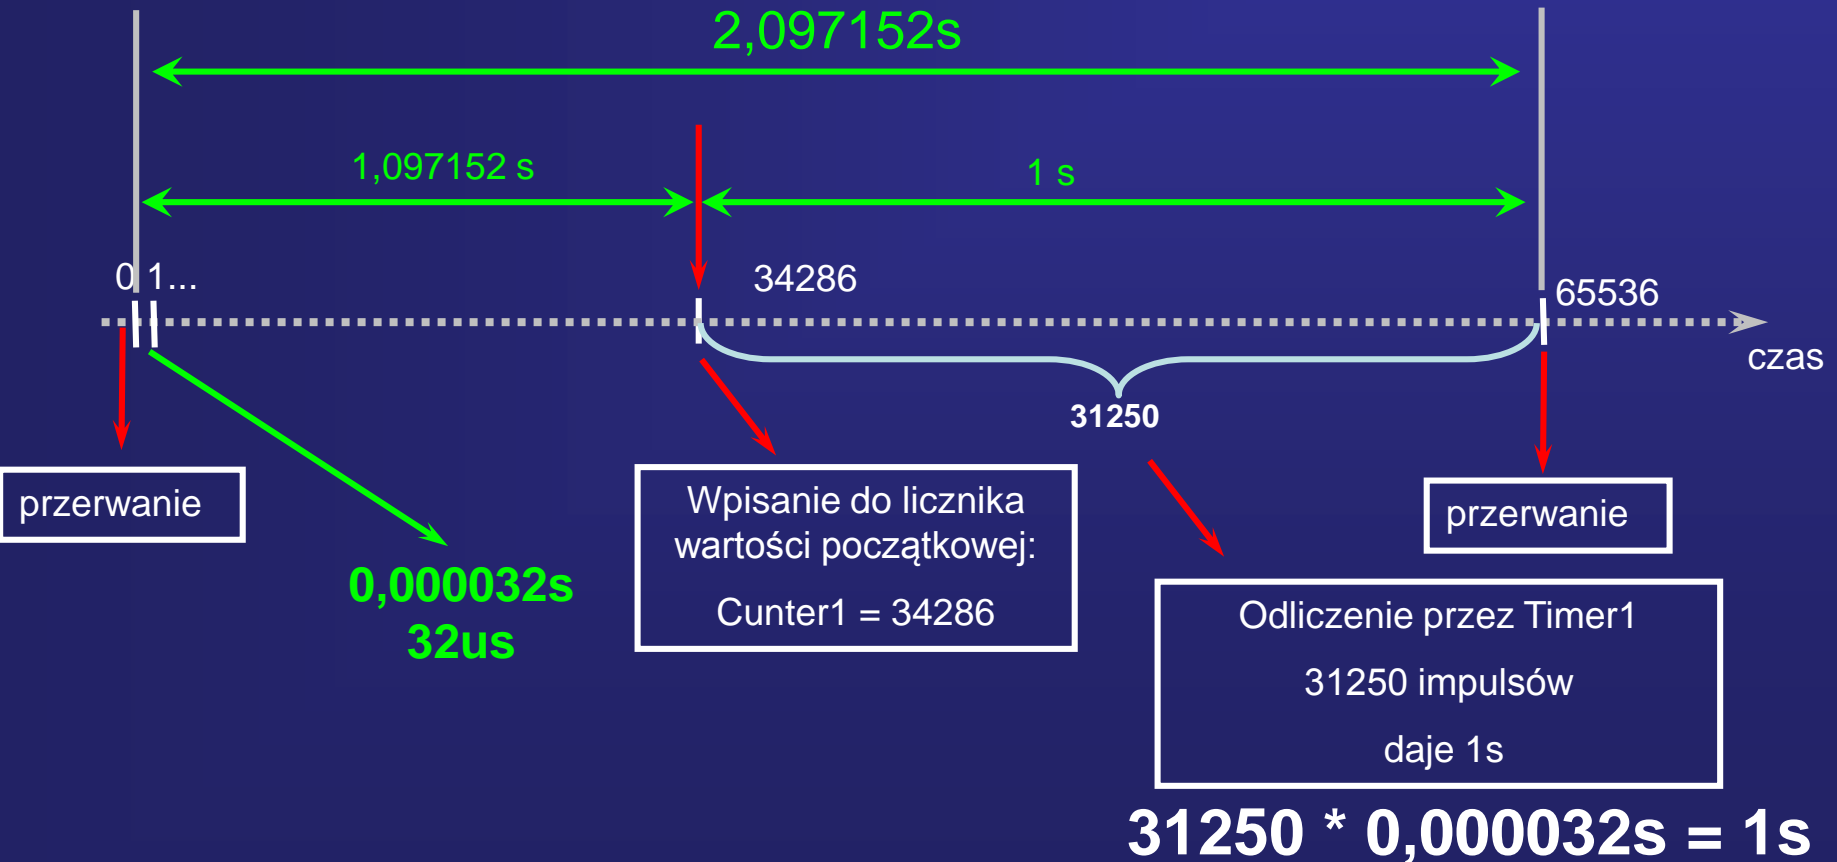 2,097152s
1,097152 s
1 s
0 1...
34286
65536
czas
31250
przerwanie
0,000032s
32us
Wpisanie do licznika
wartości początkowej:
Cunter1 = 34286
przerwanie
Odliczenie przez Timer1
31250 impulsów
daje 1s
31250 * 0,000032s = 1s